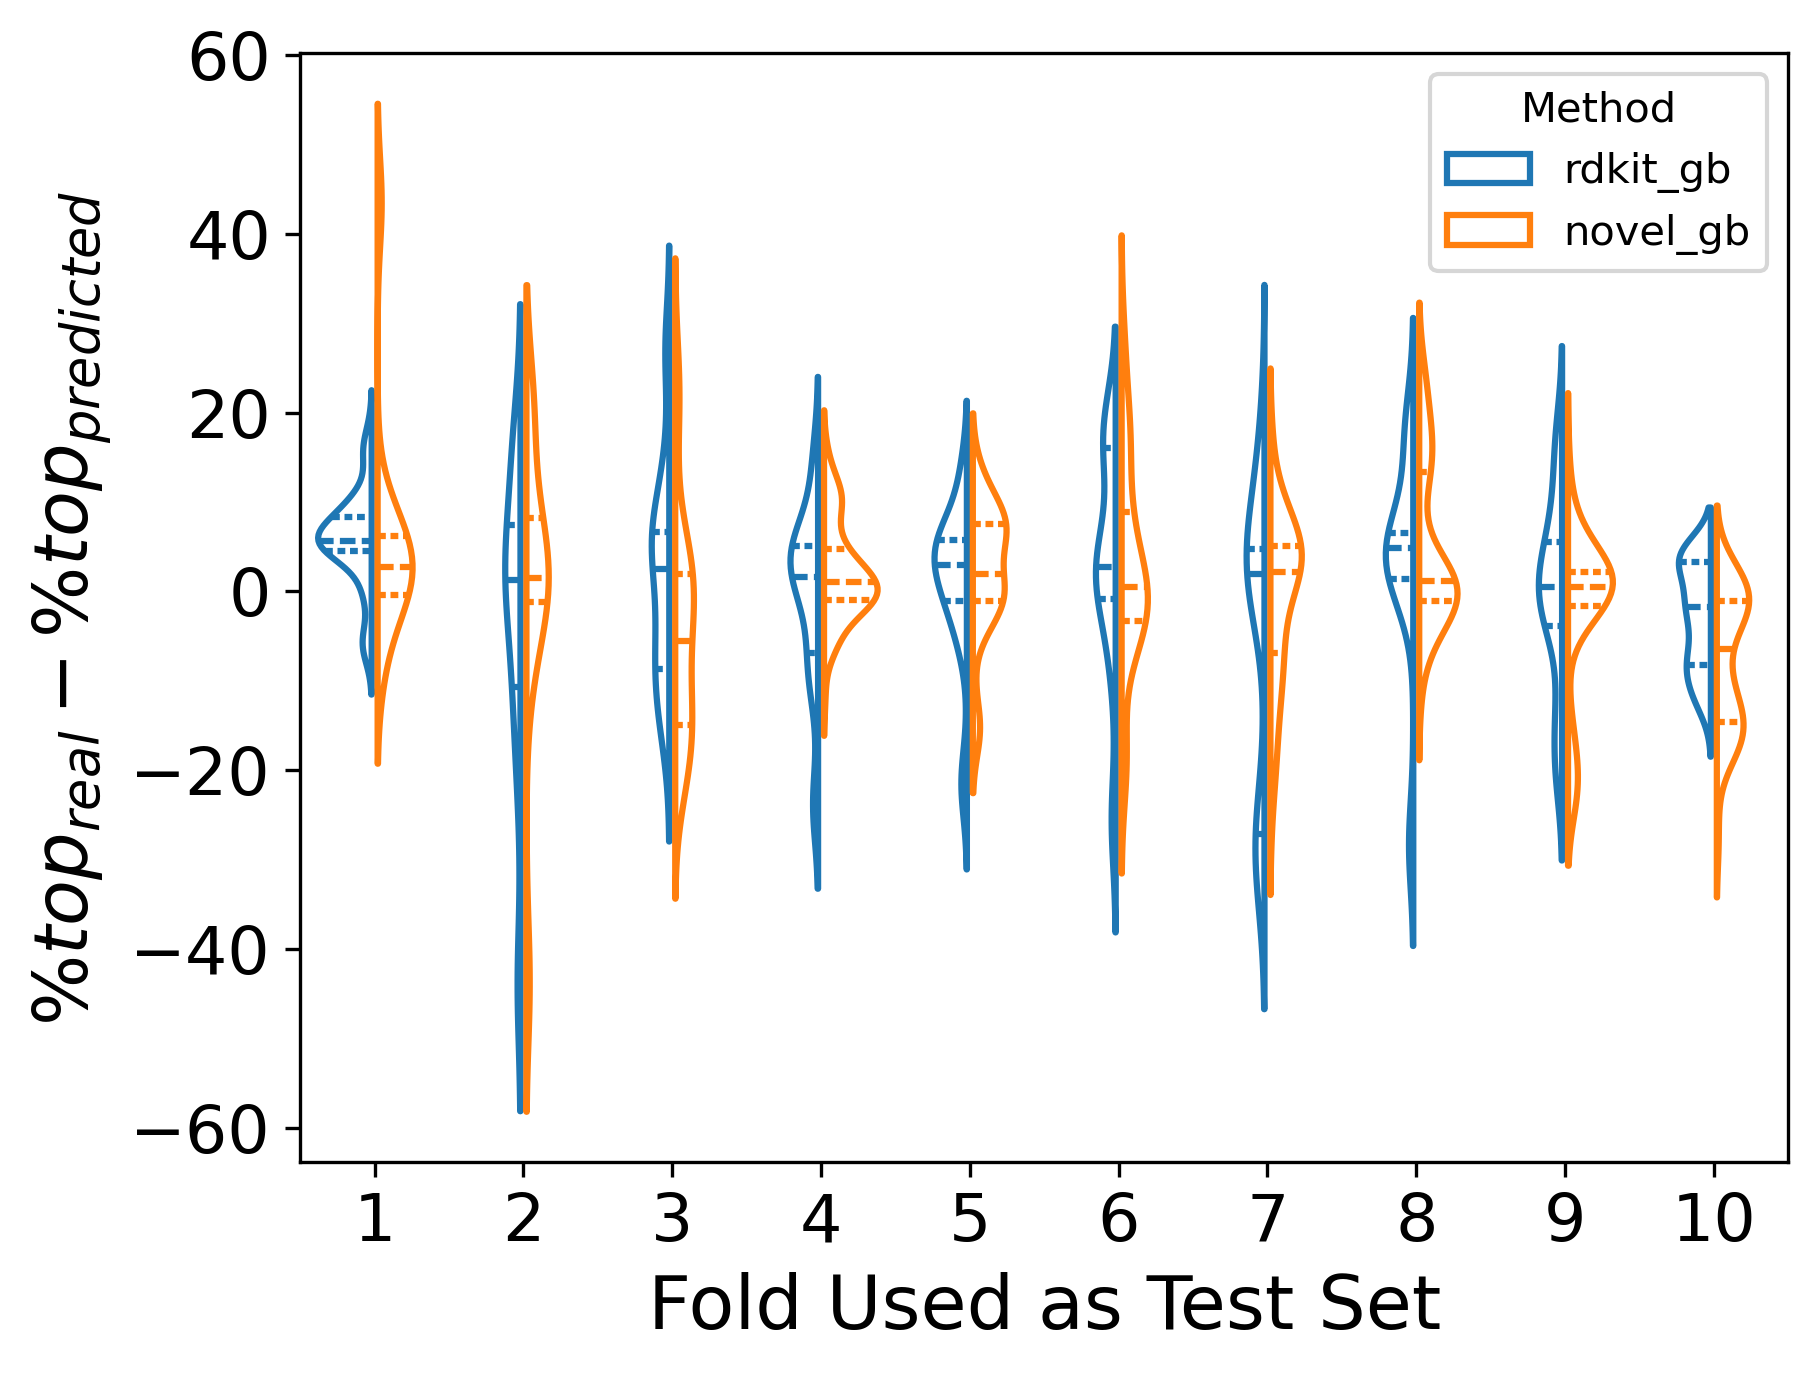 %top_real − %top_predicted
60
40
20
0
−20
−40
−60
Method
rdkit_gb
novel_gb
1 2 3 4 5 6 7 8 9 10
Fold Used as Test Set